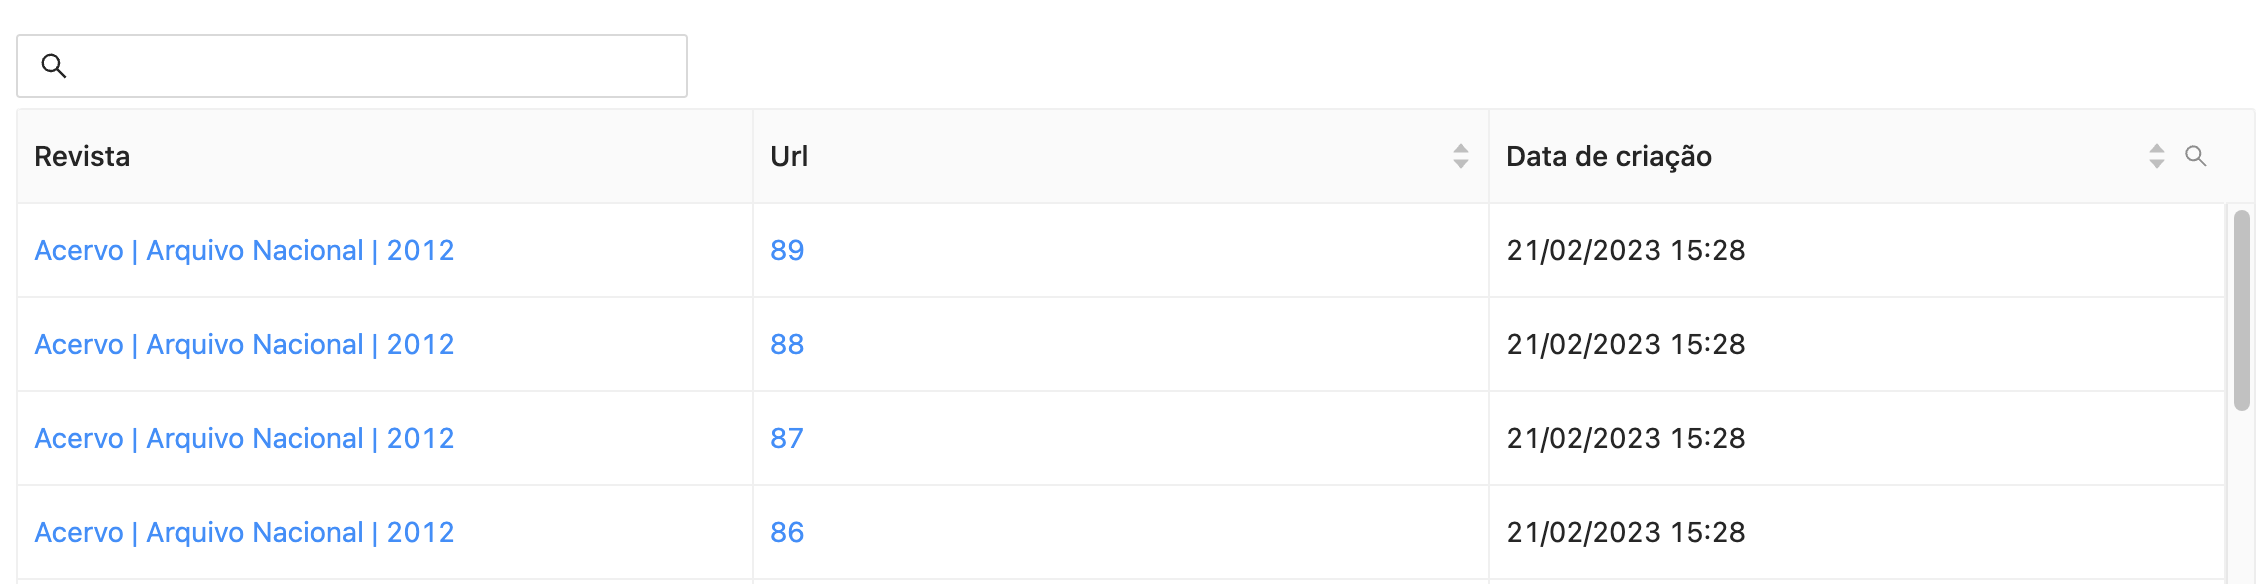 Revista Url Data de criação
Acervo | Arquivo Nacional | 2012 89 21/02/2023 15:28
Acervo | Arquivo Nacional | 2012 88 21/02/2023 15:28
Acervo | Arquivo Nacional | 2012 87 21/02/2023 15:28
Acervo | Arquivo Nacional | 2012 86 21/02/2023 15:28